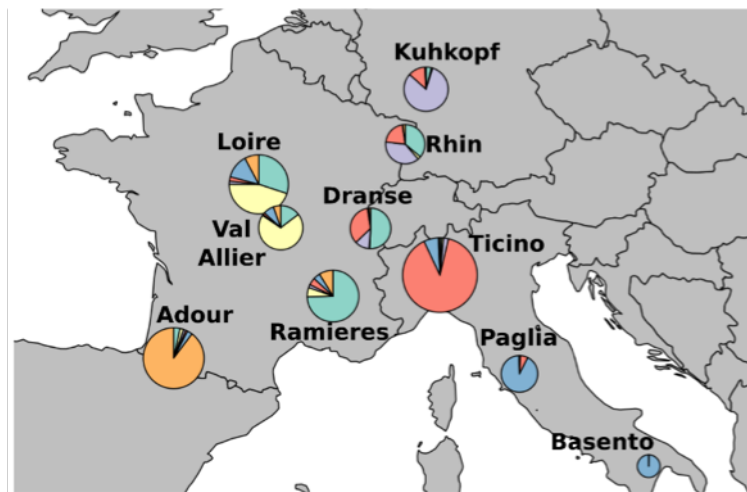 Kuhkopf
Loire
Rhin
Dranse
Val
Allier
Ticino
Adour
Ramieres
Paglia
Basento